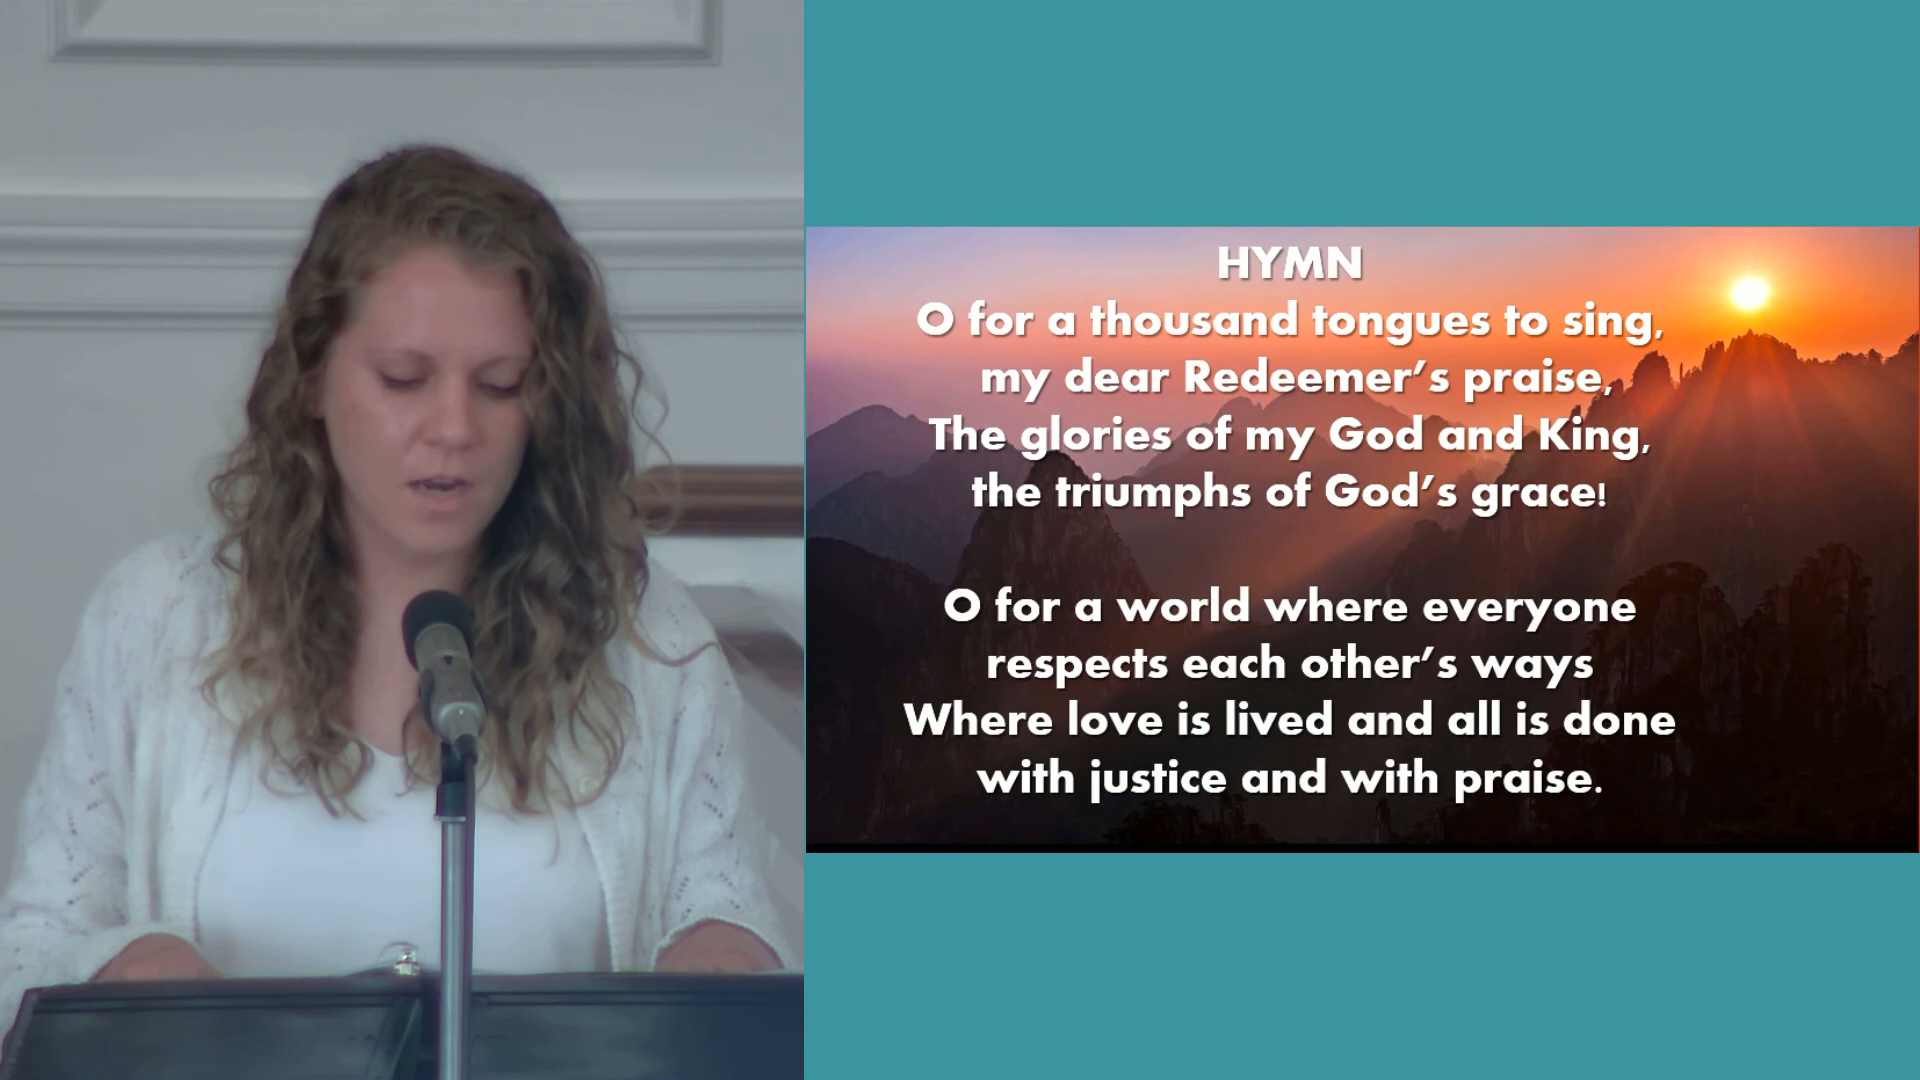 HYMN
O for a thousand tongues to sing,
my dear Redeemer's praise,
The glories of my God and King,
the triumphs of God's grace!
O for a world where everyone
respects each other's ways
Where love is lived and all is done
with justice and with praise.